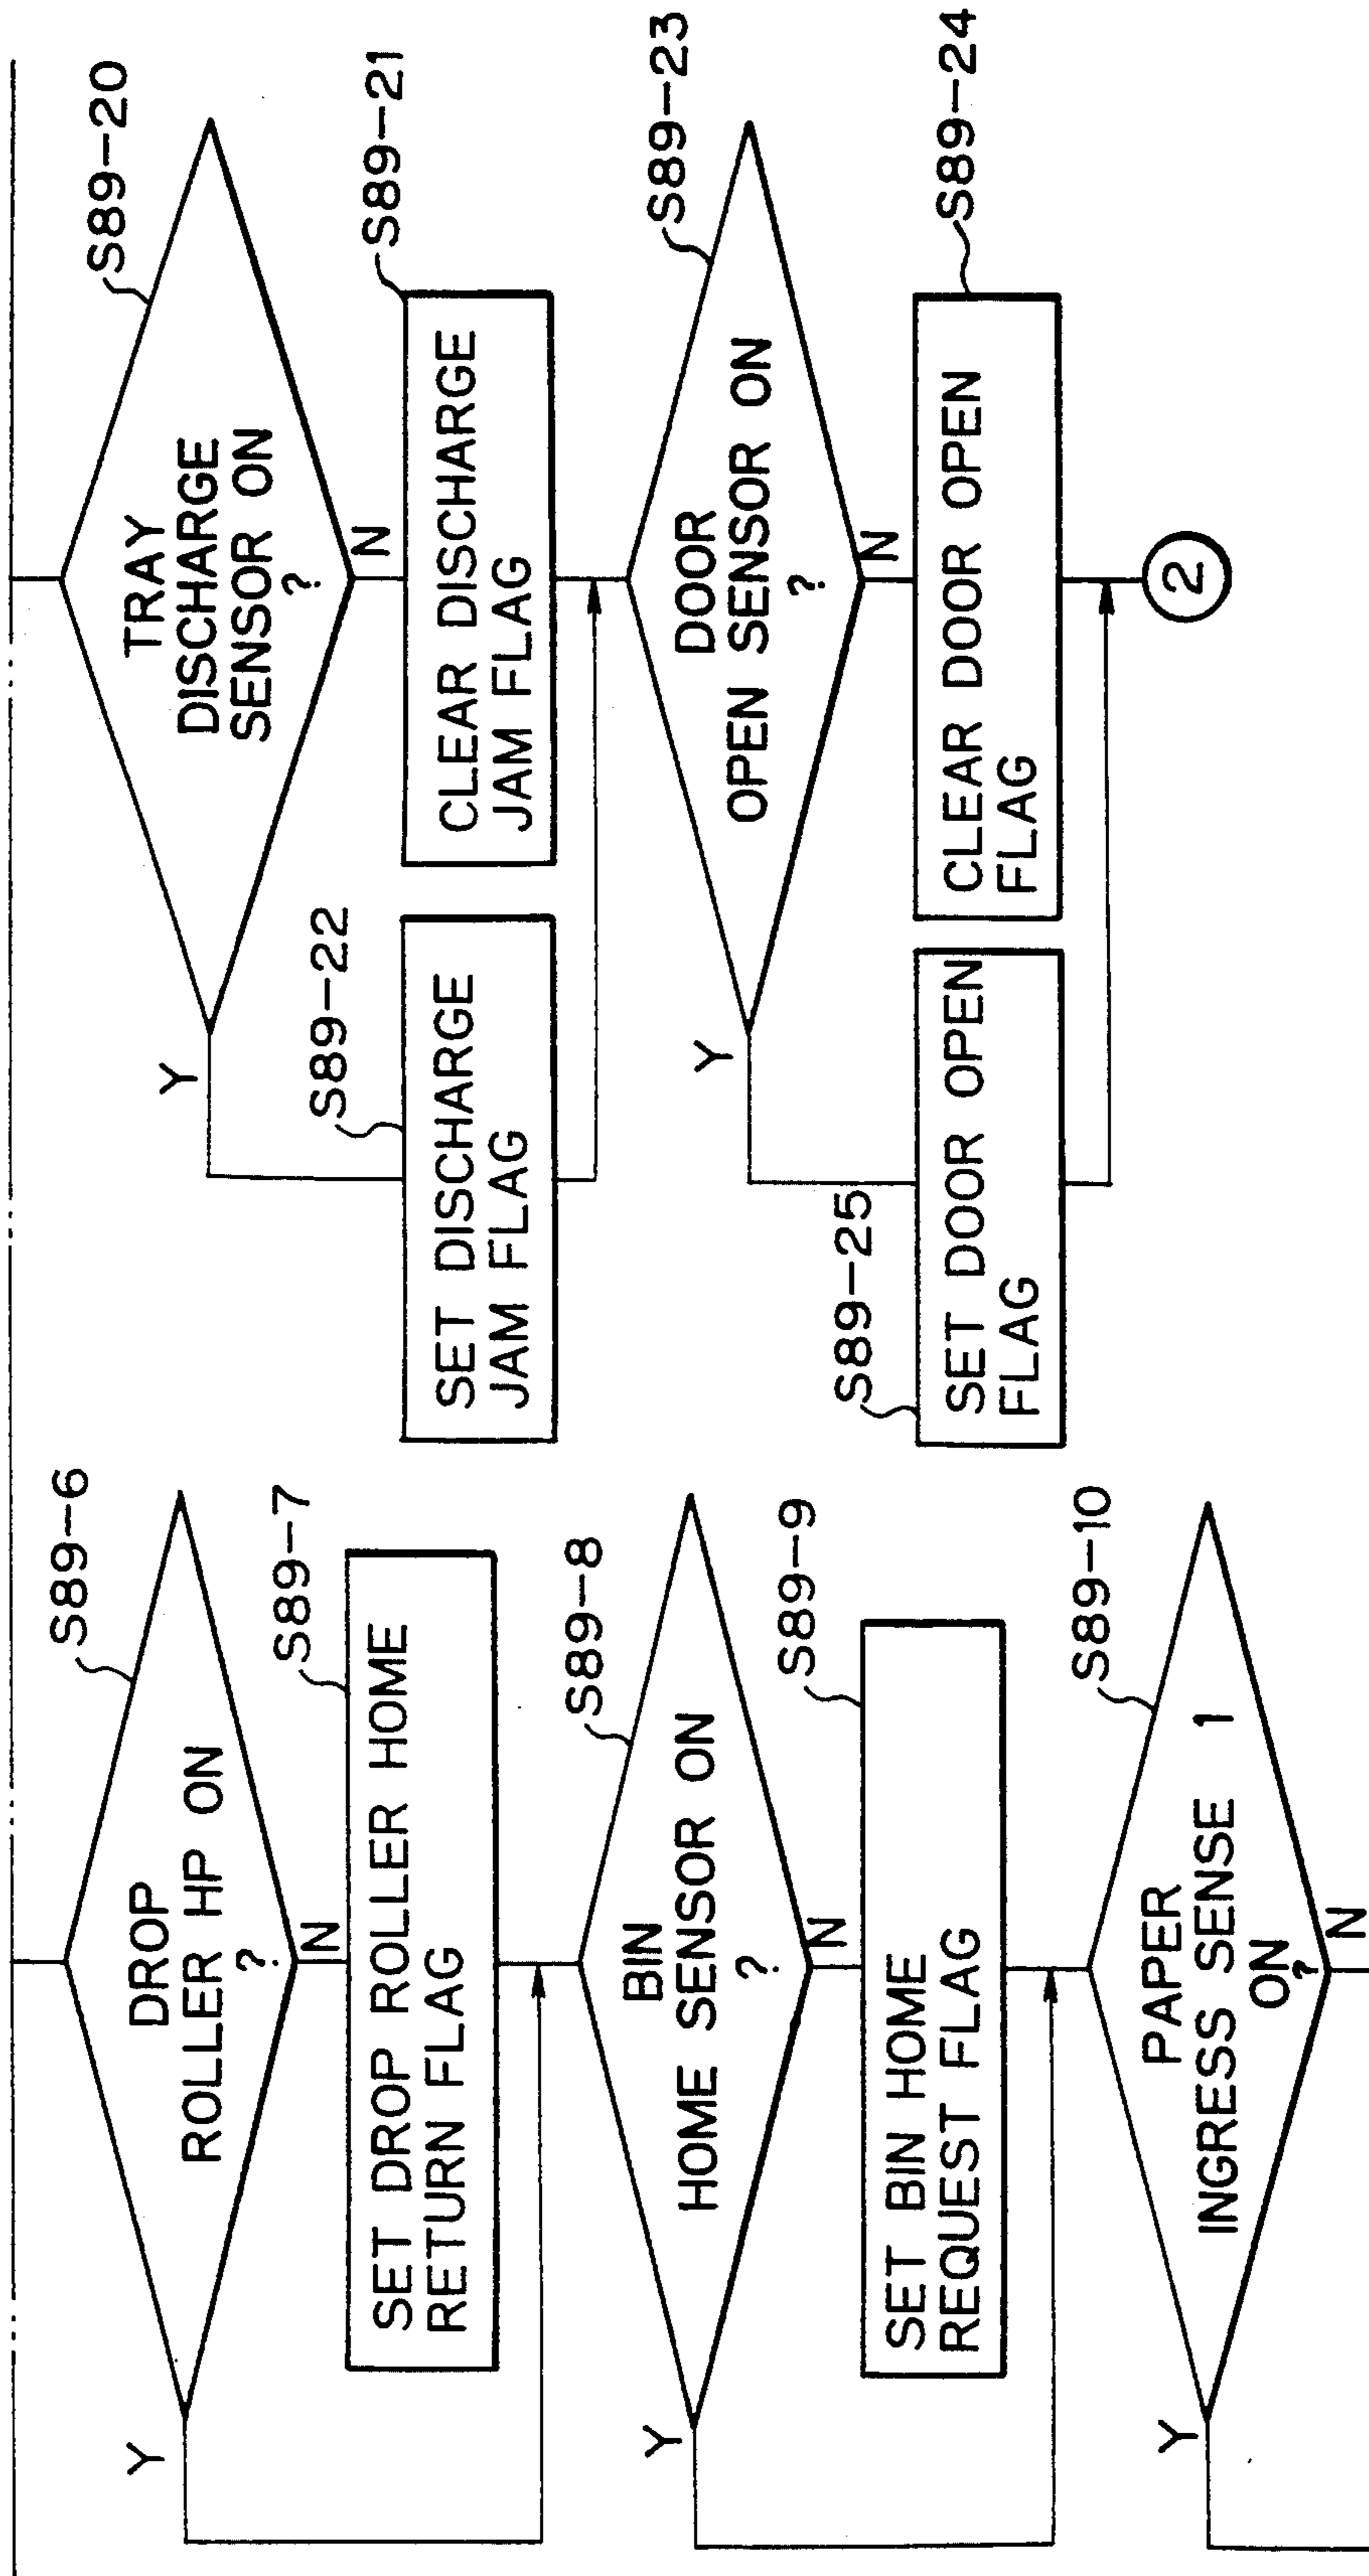 S89-6
DROP
ROLLER HP ON
?
Y
N
S89-7
SET DROP ROLLER HOME
RETURN FLAG
S89-8
BIN
HOME SENSOR ON
?
Y
N
S89-9
SET BIN HOME
REQUEST FLAG
S89-10
PAPER
INGRESS SENSE 1
ON
?
Y
N
S89-20
TRAY
DISCHARGE
SENSOR ON
?
Y
N
S89-22
SET DISCHARGE
JAM FLAG
S89-21
CLEAR DISCHARGE
JAM FLAG
S89-23
DOOR
OPEN SENSOR ON
?
Y
N
S89-25
SET DOOR OPEN
FLAG
S89-24
CLEAR DOOR OPEN
FLAG
2